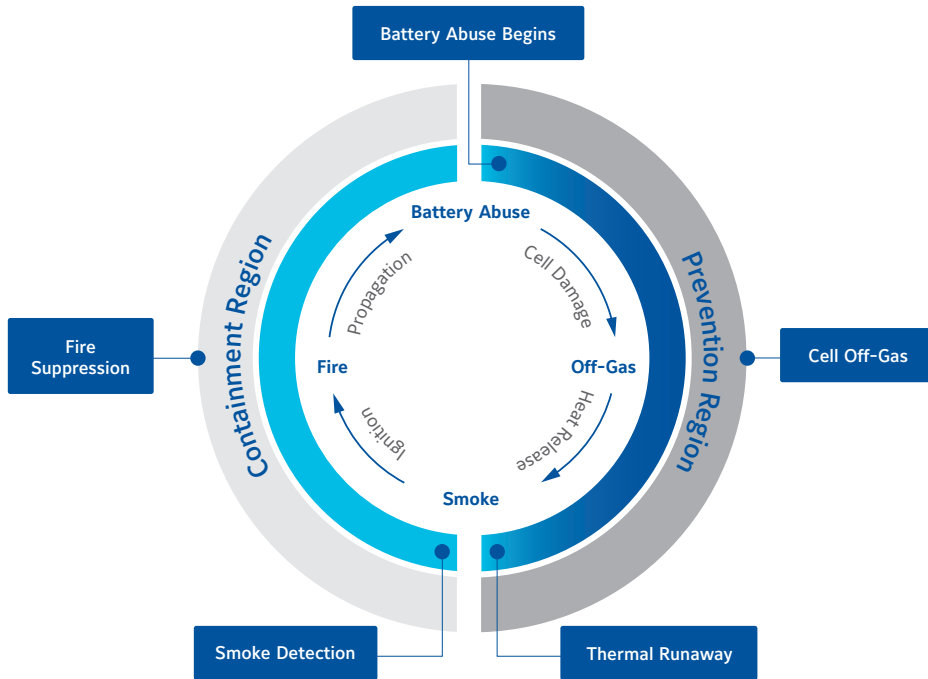 Battery Abuse Begins
Battery Abuse
Cell Damage
Propagation
Containment Region
Prevention Region
Fire
Suppression
Fire
Off-Gas
Cell Off-Gas
Ignition
Heat Release
Smoke
Smoke Detection
Thermal Runaway